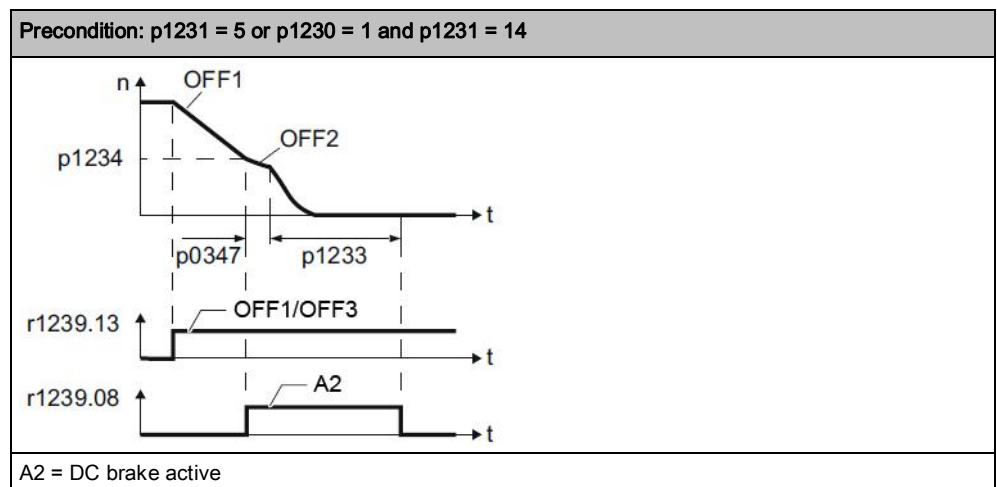 Precondition: p1231 = 5 or p1230 = 1 and p1231 = 14
n
OFF1
OFF2
p1234
t
p0347
p1233
r1239.13
OFF1/OFF3
t
r1239.08
A2
t
A2 = DC brake active